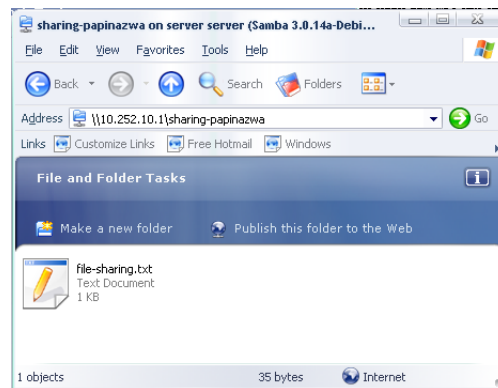 sharing-papinazwa on server server (Samba 3.0.14a-Debi...
File Edit View Favorites Tools Help
Back Search Folders
Address \\10.252.10.1\sharing-papinazwa Go
Links Customize Links Free Hotmail Windows
File and Folder Tasks
Make a new folder Publish this folder to the Web
file-sharing.txt
Text Document
1 KB
1 objects 35 bytes Internet